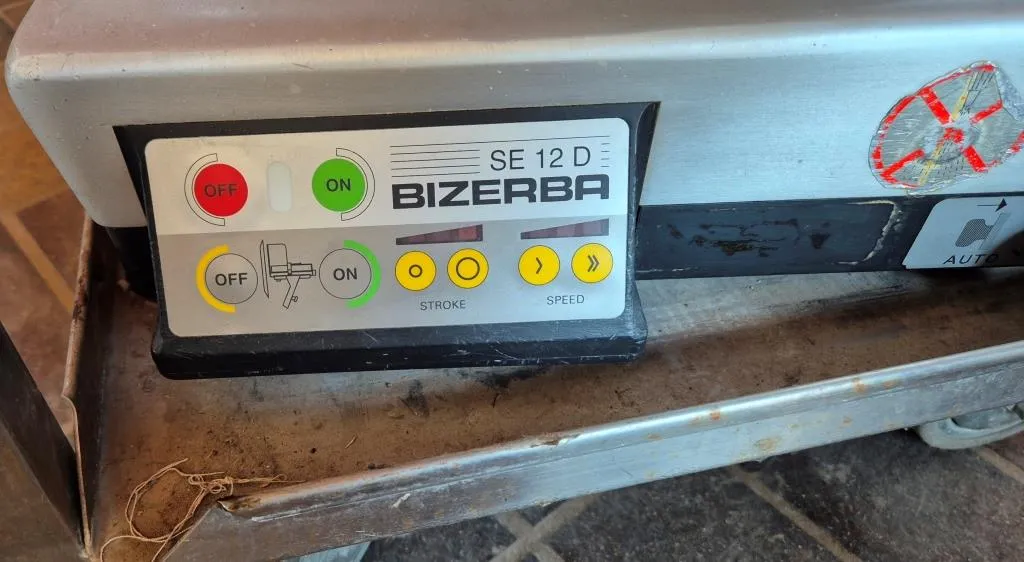 SE 12 D
BIZERBA
OFF
ON
OFF
ON
STROKE
SPEED
AUTO